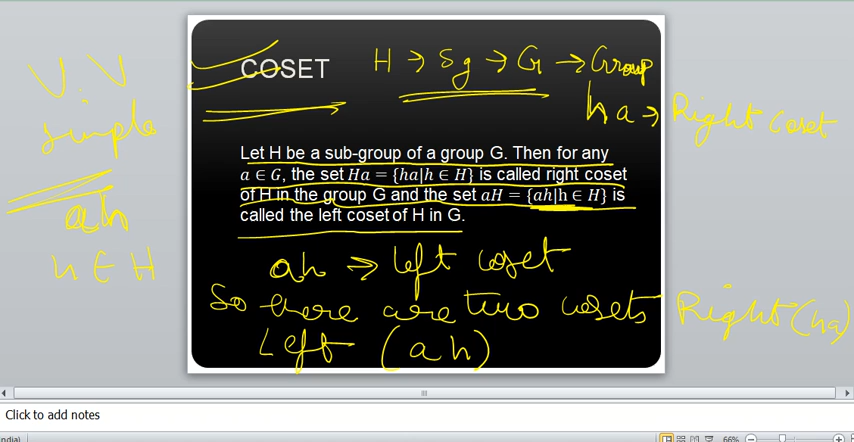 COSET
H → Sg → G → Group
ha → Right coset
V.V
simple
ah
h ∈ H
Let H be a sub-group of a group G. Then for any
a ∈ G, the set Ha = {ha|h ∈ H} is called right coset
of H in the group G and the set aH = {ah|h ∈ H} is
called the left coset of H in G.
ah → left coset
So there are two cosets Right (ha)
Left (ah)
Click to add notes
ndia)
66%